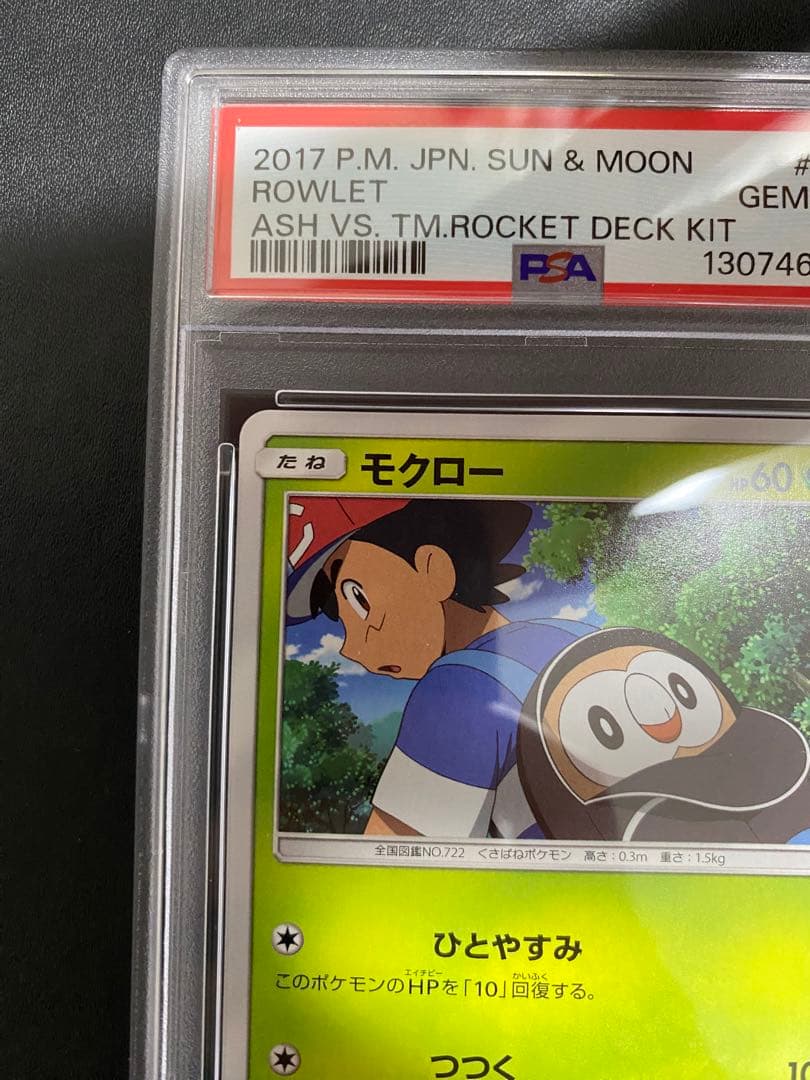 2017 P.M. JPN. SUN & MOON #
ROWLET GEM
ASH VS. TM.ROCKET DECK KIT
PSA 130746
たね モクロー HP60
全国図鑑NO.722 くさばねポケモン 高さ:0.3m 重さ:1.5kg
ひとやすみ
エイチピー かいふく
このポケモンのHPを「10」回復する。
つつく 10